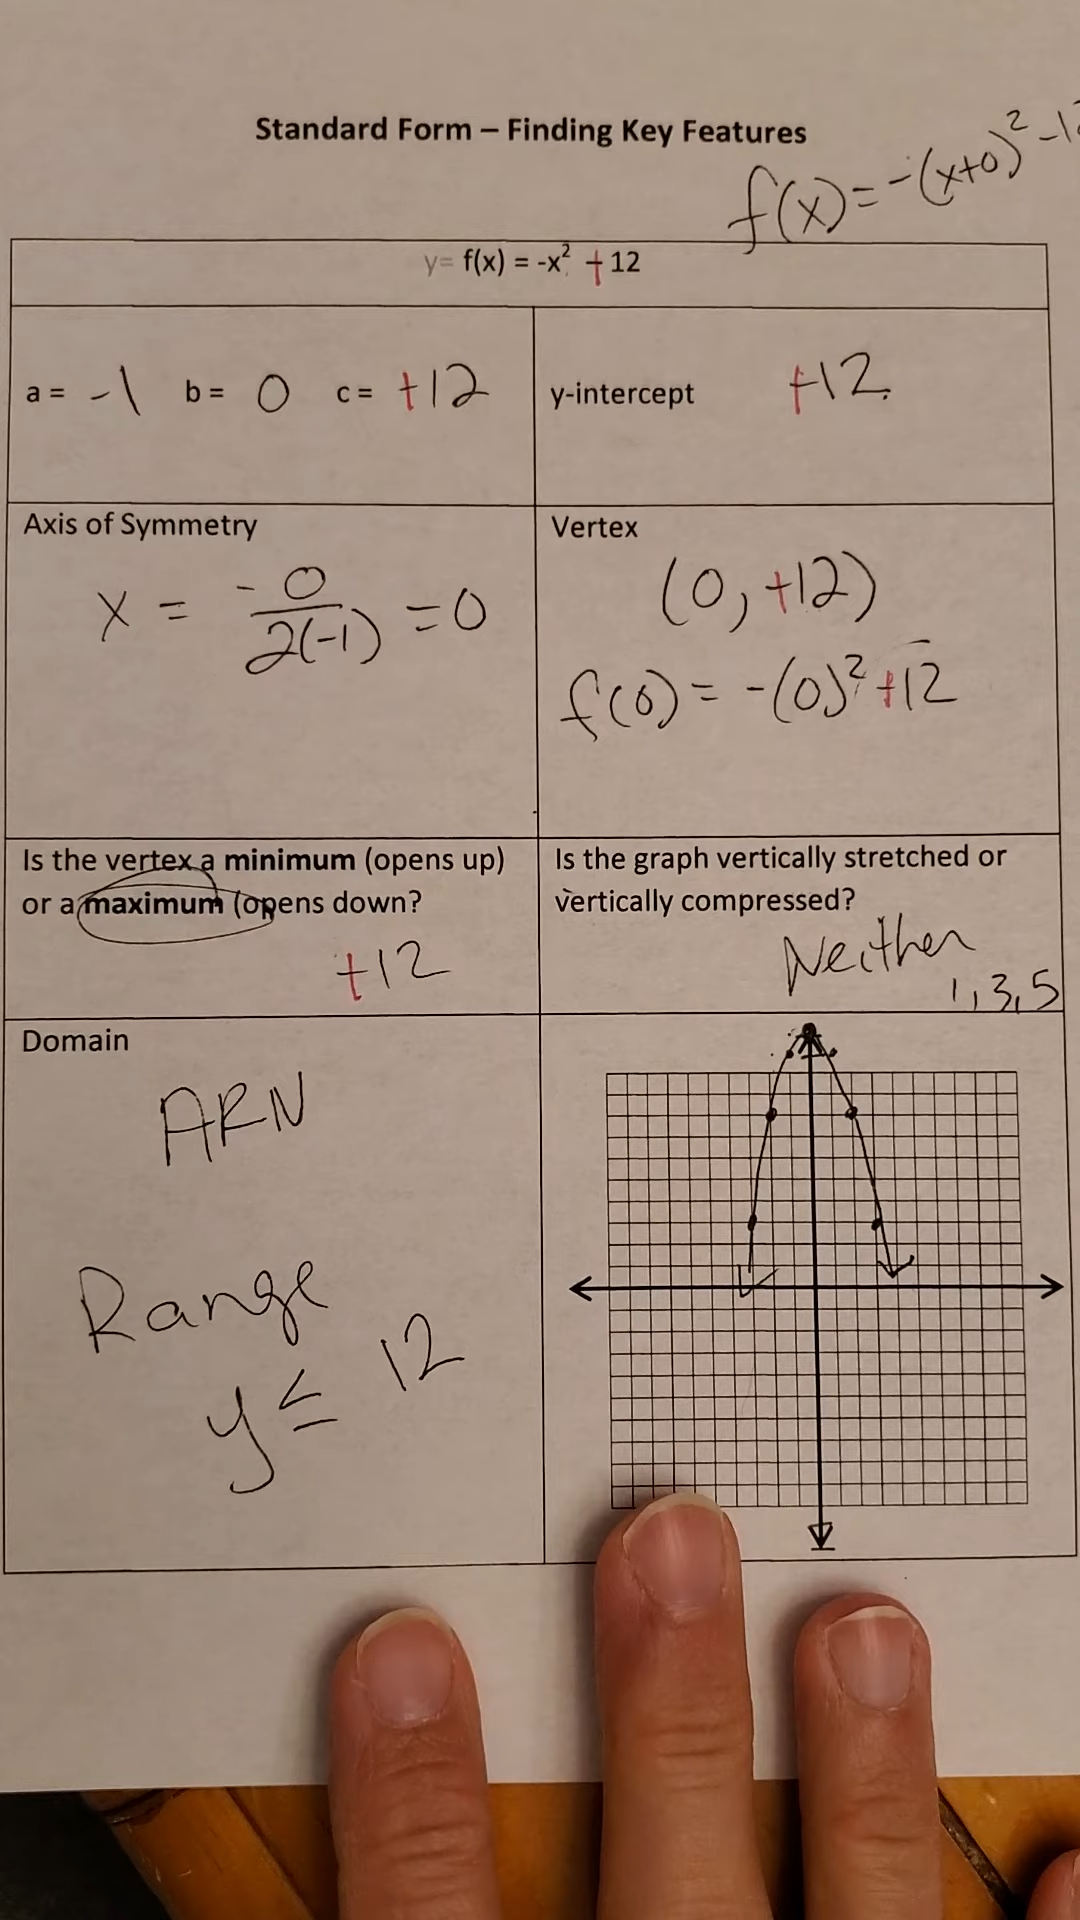 Standard Form – Finding Key Features
f(x) = -(x+0)² -1
y= f(x) = -x² + 12
a = -1 b = 0 c = +12
y-intercept +12
Axis of Symmetry
x = -0/2(-1) = 0
Vertex
(0, +12)
f(0) = -(0)² +12
Is the vertex a minimum (opens up)
or a maximum (opens down?
+12
Is the graph vertically stretched or
vertically compressed?
Neither
1, 3, 5
Domain
ARN
Range
y ≤ 12